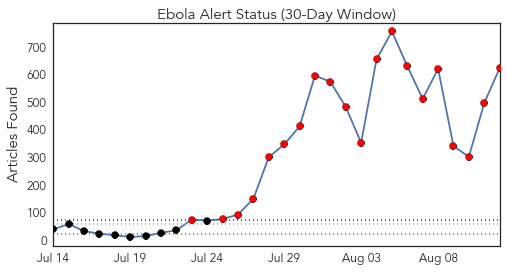 Ebola Alert Status (30-Day Window)
Articles Found
700
600
500
400
300
200
100
0
Jul 14 Jul 19 Jul 24 Jul 29 Aug 03 Aug 08